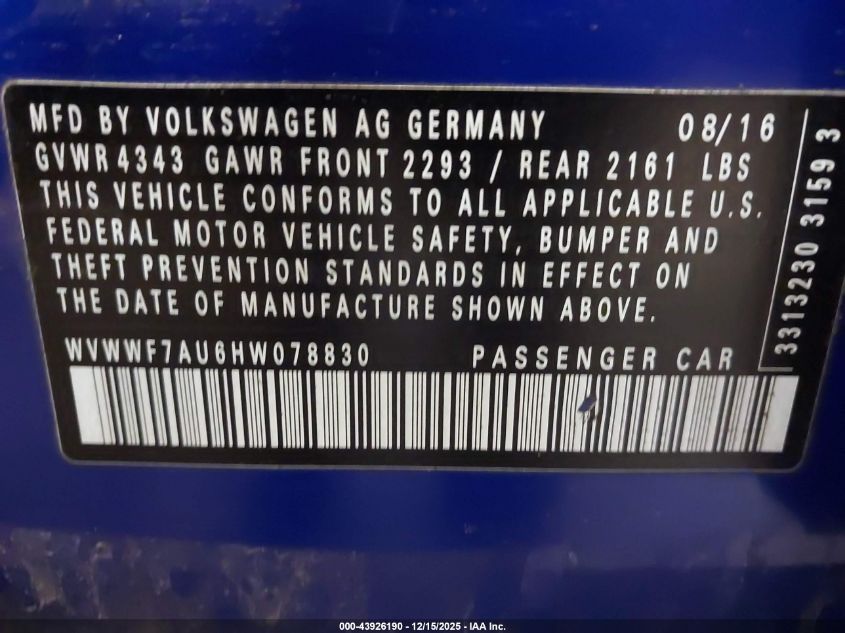 MFD BY VOLKSWAGEN AG GERMANY 08/16
GVWR 4343 GAWR FRONT 2293 / REAR 2161 LBS
THIS VEHICLE CONFORMS TO ALL APPLICABLE U.S.
FEDERAL MOTOR VEHICLE SAFETY, BUMPER AND
THEFT PREVENTION STANDARDS IN EFFECT ON
THE DATE OF MANUFACTURE SHOWN ABOVE.
WVWWF7AU6HW078830 PASSENGER CAR
3313230 3159 3
000-43926190 - 12/15/2025 - IAA Inc.